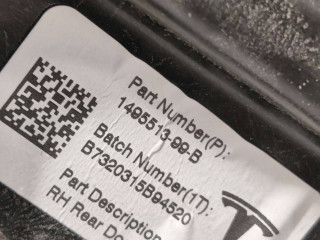 Part Number(P):
1495513-99-B
Batch Number(1T):
B7320315B94520
Part Description
RH Rear Do